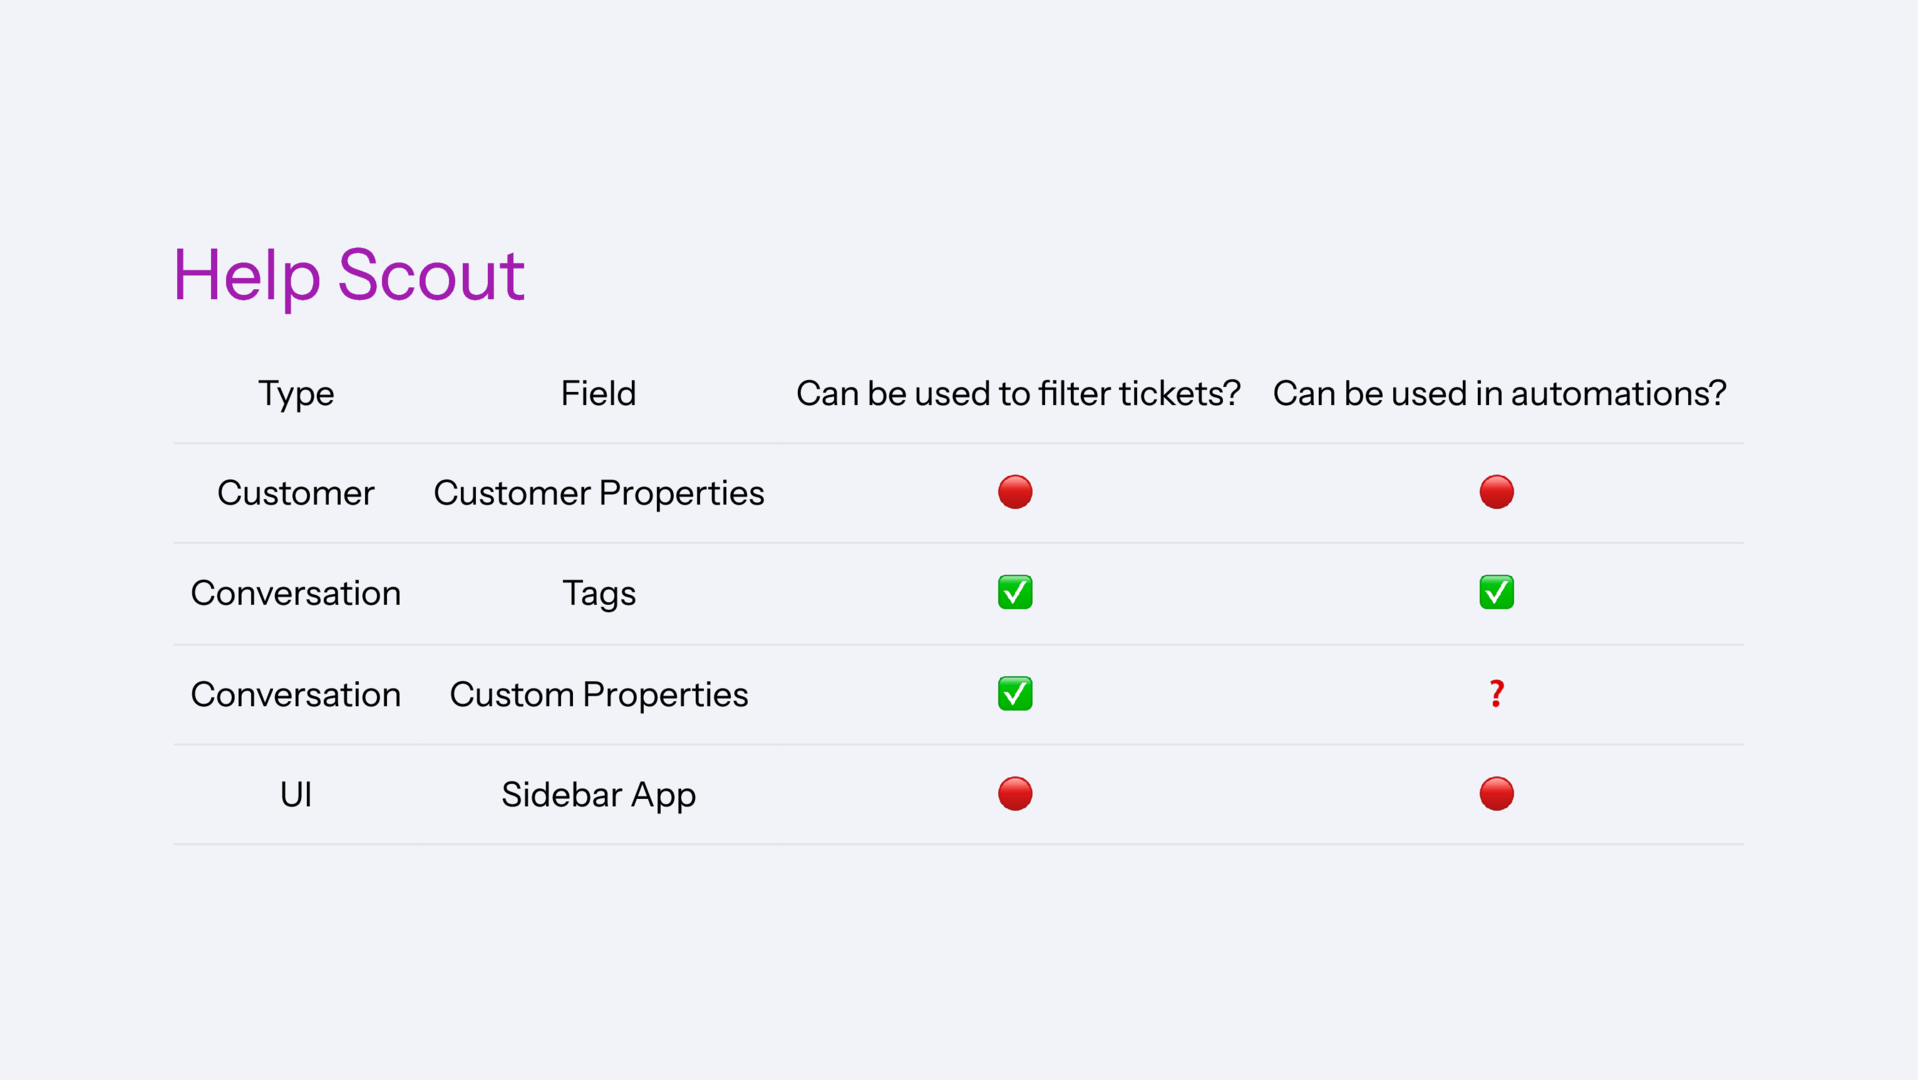 Help Scout
Type Field Can be used to filter tickets? Can be used in automations?
Customer Customer Properties 🔴 🔴
Conversation Tags ✅ ✅
Conversation Custom Properties ✅ ❓
UI Sidebar App 🔴 🔴